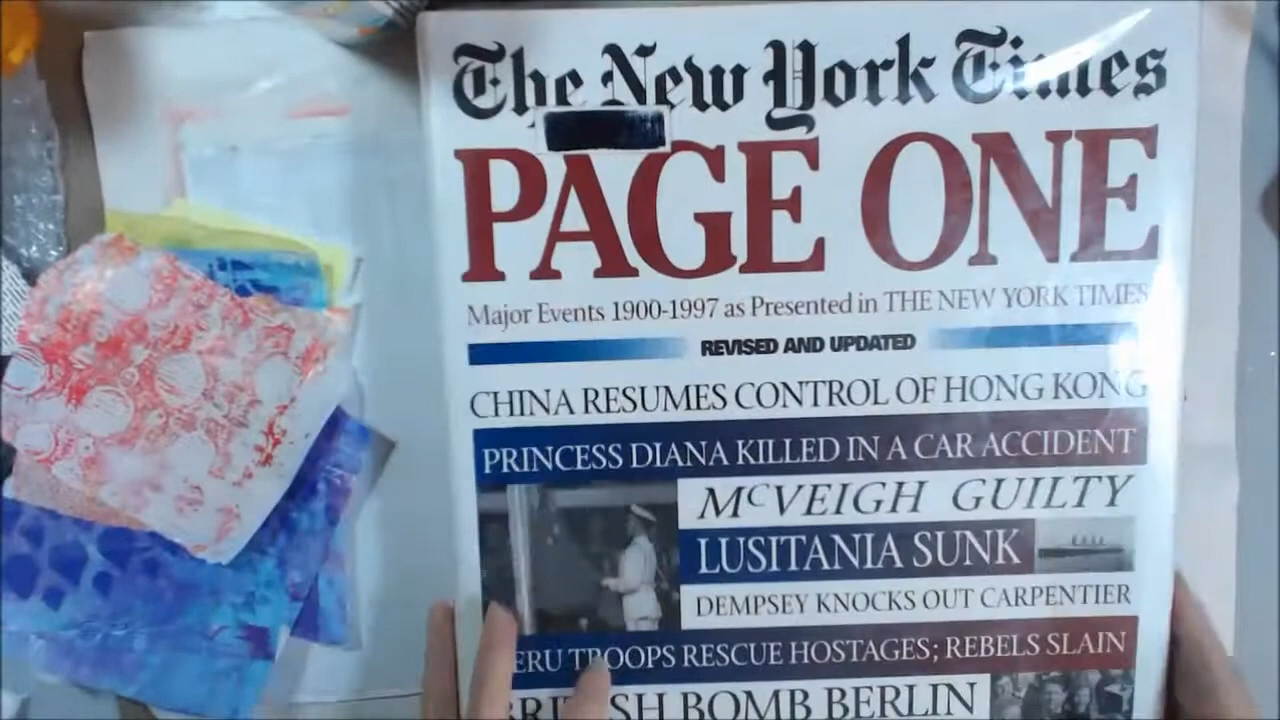 The New York Times
PAGE ONE
Major Events 1900-1997 as Presented in THE NEW YORK TIMES
REVISED AND UPDATED
CHINA RESUMES CONTROL OF HONG KONG
PRINCESS DIANA KILLED IN A CAR ACCIDENT
McVEIGH GUILTY
LUSITANIA SUNK
DEMPSEY KNOCKS OUT CARPENTIER
TROOPS RESCUE HOSTAGES; REBELS SLAIN
BOMB BERLIN